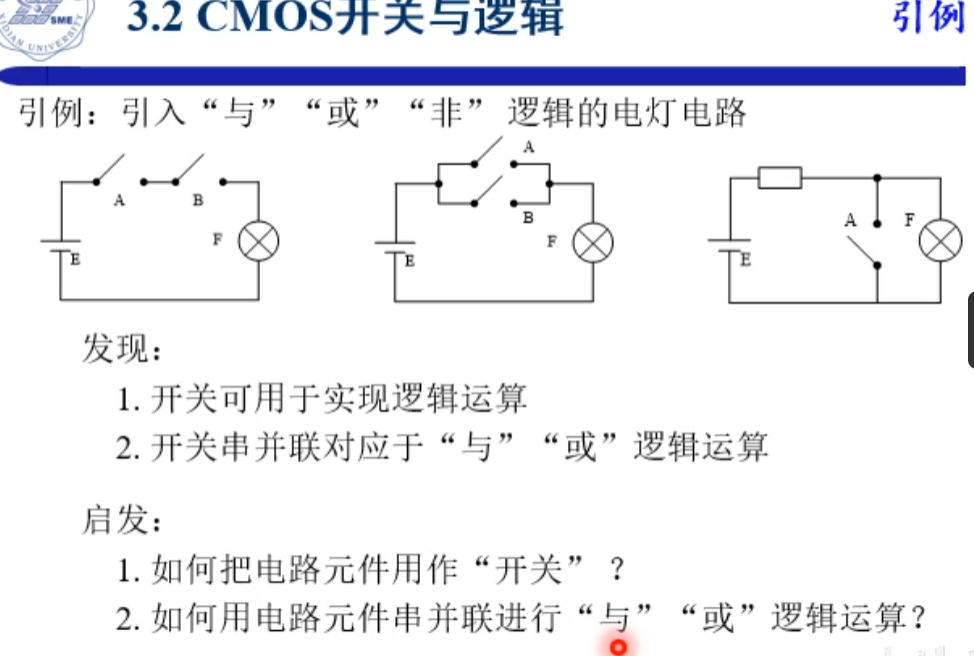 SME
IDIAN UNIVERSITY
3.2 CMOS开关与逻辑
引例
引例：引入“与”“或”“非”逻辑的电灯电路
A
B
F
E
A
B
F
E
A
F
E
发现：
1. 开关可用于实现逻辑运算
2. 开关串并联对应于“与”“或”逻辑运算
启发：
1. 如何把电路元件用作“开关”？
2. 如何用电路元件串并联进行“与”“或”逻辑运算？